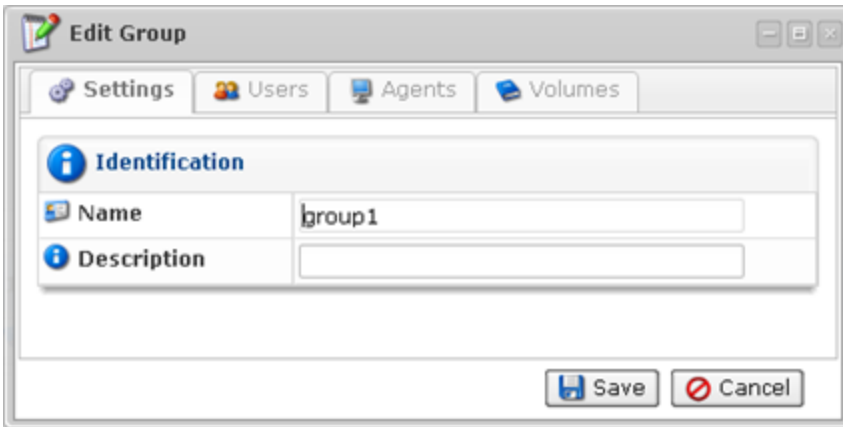 Edit Group
Settings Users Agents Volumes
Identification
Name group1
Description
Save Cancel